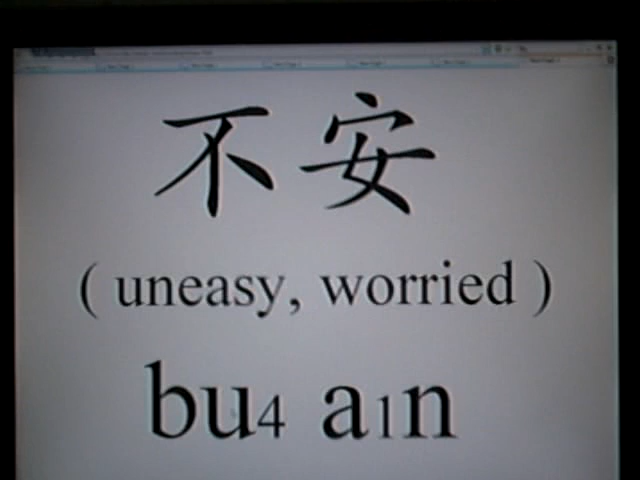 不安
( uneasy, worried )
bu4 a1n